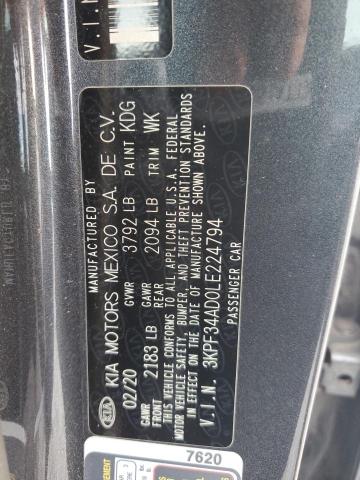 V.I.N
MANUFACTURED BY
KIA KIA MOTORS MEXICO S.A. DE C.V.
02/20 GVWR 3792 LB PAINT KDG
GAWR FRONT 2183 LB GAWR REAR 2094 LB TRIM WK
THIS VEHICLE CONFORMS TO ALL APPLICABLE U.S.A. FEDERAL
MOTOR VEHICLE SAFETY, BUMPER, AND THEFT PREVENTION STANDARDS
IN EFFECT ON THE DATE OF MANUFACTURE SHOWN ABOVE.
V.I.N. 3KPF34AD0LE224794
PASSENGER CAR
7620